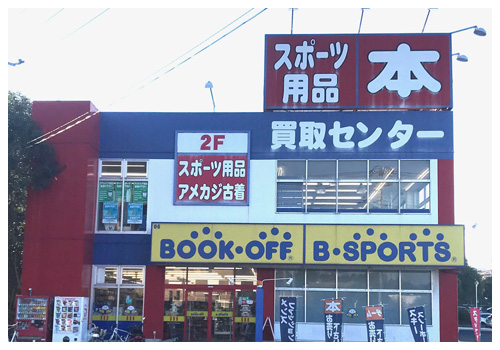 スポーツ
用品
本
買取センター
2F
スポーツ用品
アメカジ古着
BOOK・OFF
B・SPORTS
本